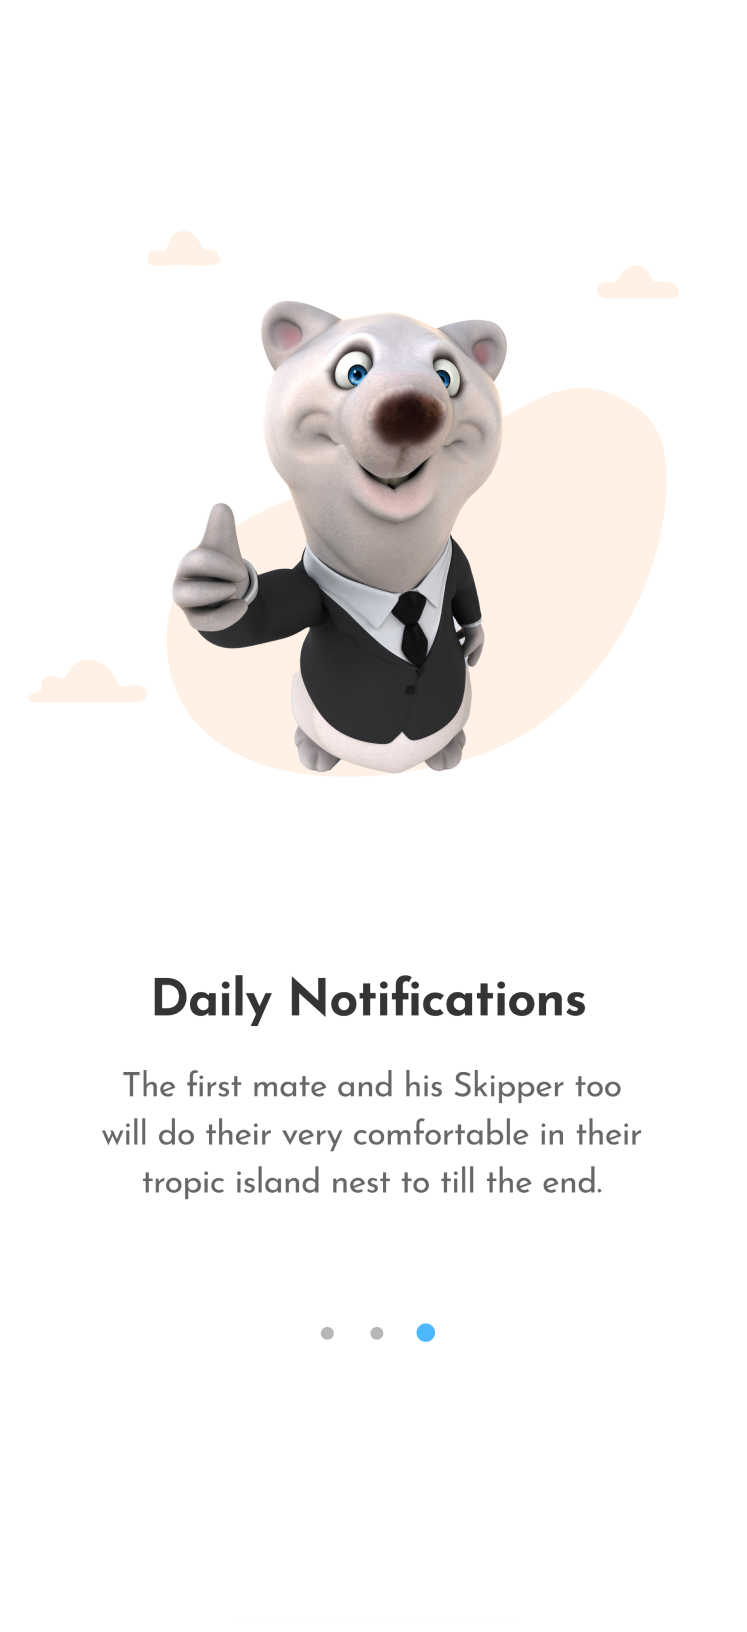 Daily Notifications
The first mate and his Skipper too
will do their very comfortable in their
tropic island nest to till the end.